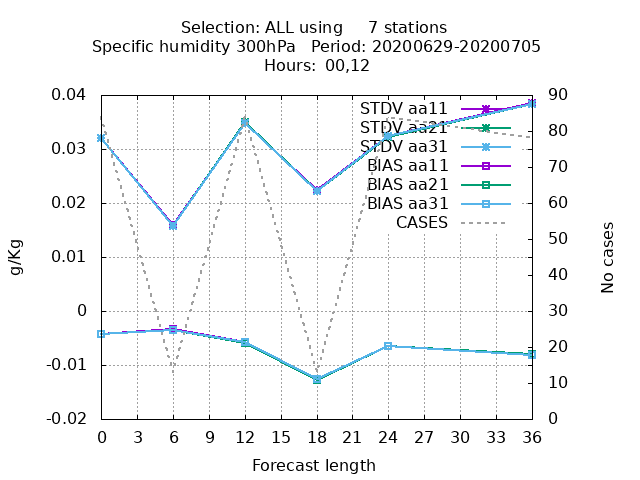 Selection: ALL using     7 stations
Specific humidity 300hPa   Period: 20200629-20200705
Hours: 00,12
0.04
0.03
0.02
0.01
0
-0.01
-0.02
90
80
70
60
50
40
30
20
10
0
STDV aa11
STDV aa21
STDV aa31
BIAS aa11
BIAS aa21
BIAS aa31
CASES
g/Kg
No cases
0 3 6 9 12 15 18 21 24 27 30 33 36
Forecast length